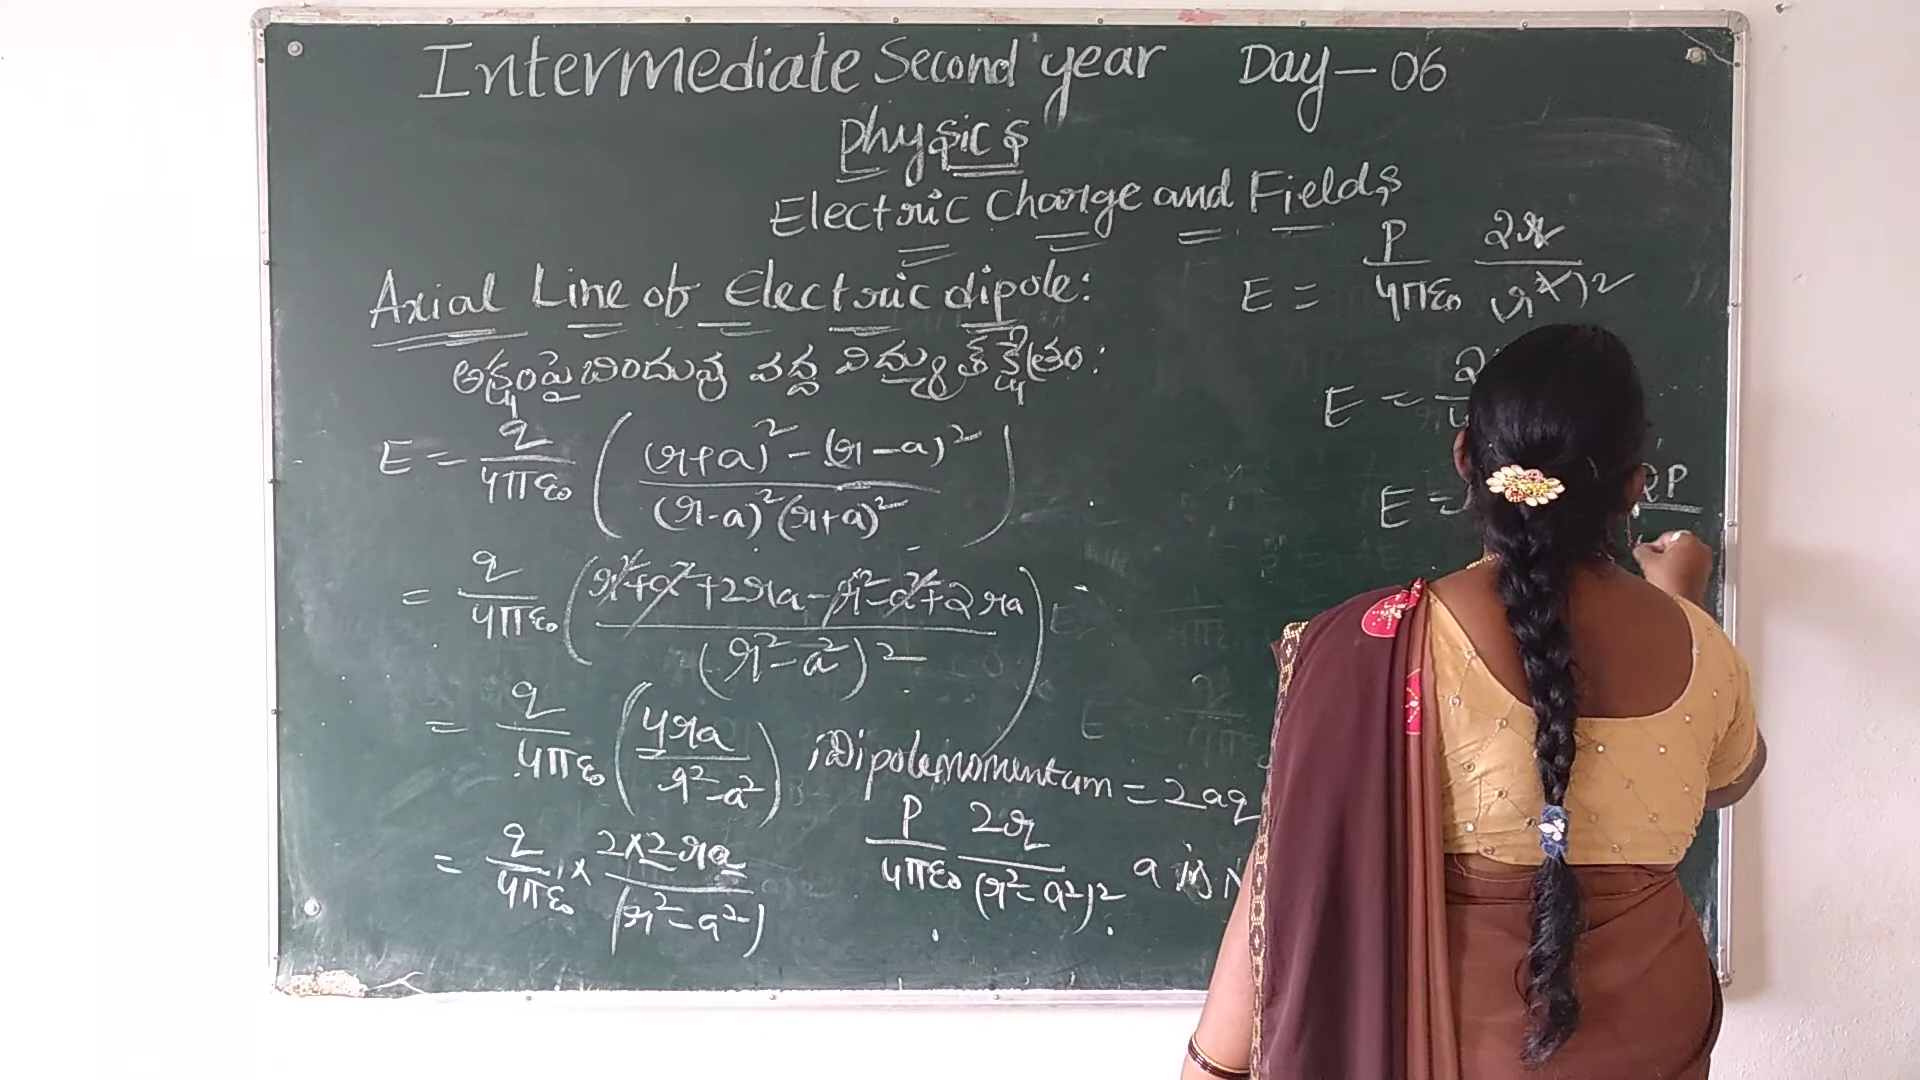 Intermediate Second year Day - 06
Physics
Electric Charge and Fields
Axial Line of Electric dipole:
అక్షంపై బిందువు వద్ద విద్యుత్ క్షేత్రం:
E = q/4πε₀ ( (r+a)² - (r-a)² / (r-a)² (r+a)² )
= q/4πε₀ ( r²+a²+2ra - r²-a²+2ra / (r²-a²)² )
= q/4πε₀ ( 4ra / r²-a² )
Dipolemomentum = 2aq
= q/4πε₀ × 2×2ra / (r²-a²)
P/4πε₀ 2r / (r²-a²)² a is
E = P/4πε₀ 2r / (r²)²
E =
E = 2P